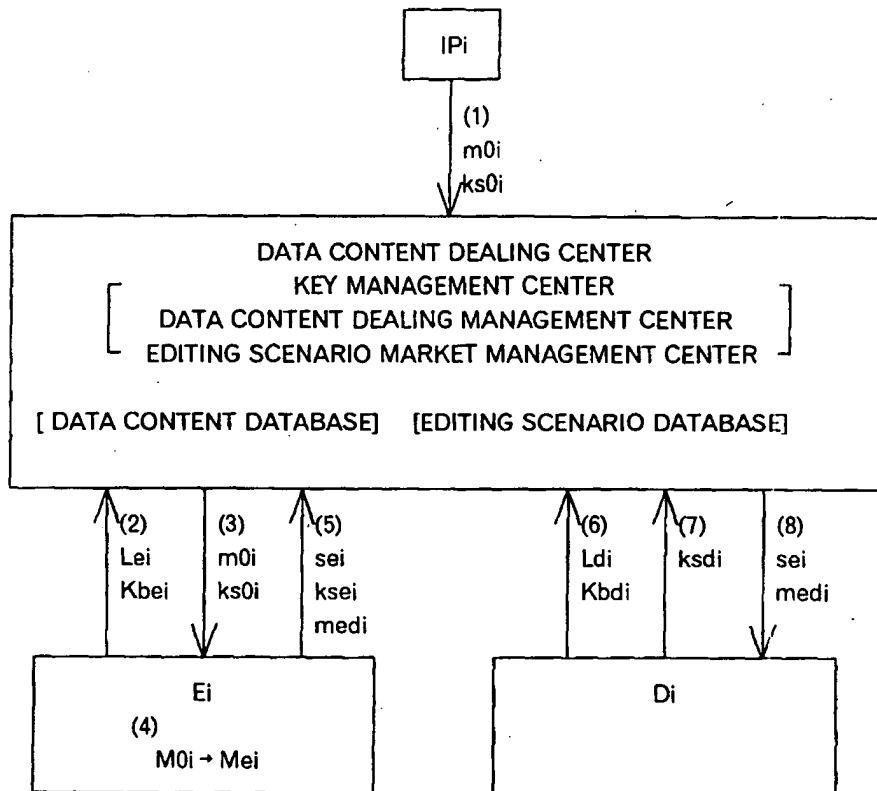 IPi
(1)
m0i
ks0i
DATA CONTENT DEALING CENTER
KEY MANAGEMENT CENTER
DATA CONTENT DEALING MANAGEMENT CENTER
EDITING SCENARIO MARKET MANAGEMENT CENTER
[ DATA CONTENT DATABASE] [EDITING SCENARIO DATABASE]
(2)
Lei
Kbei
(3)
m0i
ks0i
(5)
sei
ksei
medi
(6)
Ldi
Kbdi
(7)
ksdi
(8)
sei
medi
Ei
(4)
M0i → Mei
Di